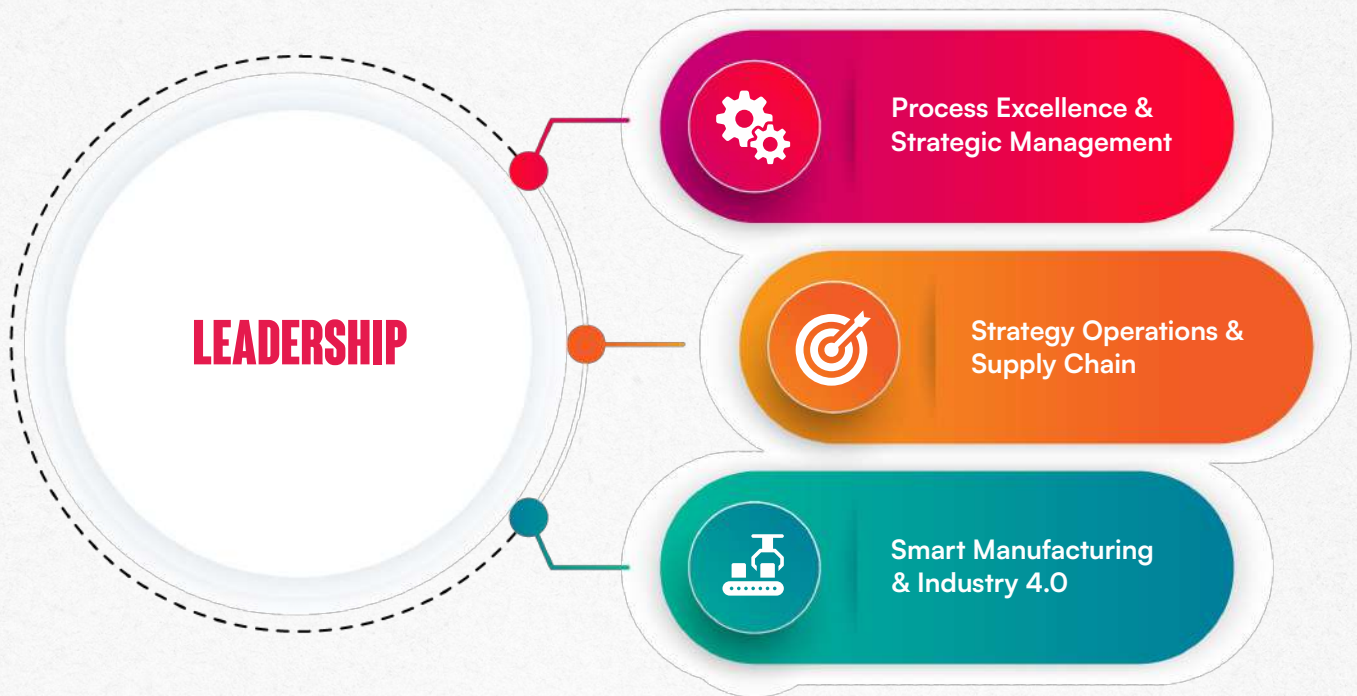 LEADERSHIP
Process Excellence &
Strategic Management
Strategy Operations &
Supply Chain
Smart Manufacturing
& Industry 4.0